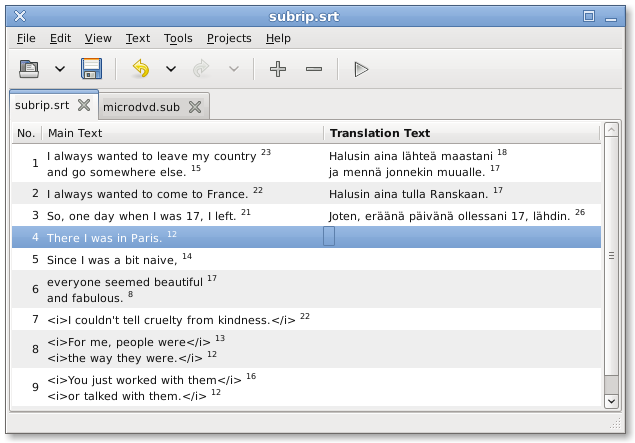 subrip.srt
File Edit View Text Tools Projects Help
subrip.srt microdvd.sub
No. Main Text Translation Text
1 I always wanted to leave my country 23 Halusin aina lähteä maastani 18
and go somewhere else. 15 ja mennä jonnekin muualle. 17
2 I always wanted to come to France. 22 Halusin aina tulla Ranskaan. 17
3 So, one day when I was 17, I left. 21 Joten, eräänä päivänä ollessani 17, lähdin. 26
4 There I was in Paris. 12
5 Since I was a bit naive, 14
6 everyone seemed beautiful 17
and fabulous. 8
7 <i>I couldn't tell cruelty from kindness.</i> 22
8 <i>For me, people were</i> 13
<i>the way they were.</i> 12
9 <i>You just worked with them</i> 16
<i>or talked with them.</i> 12